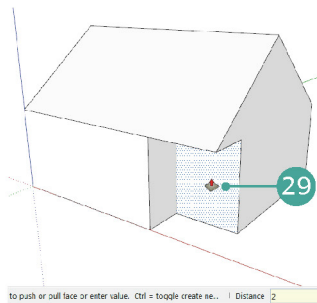 29
to push or pull face or enter value. Ctrl = toggle create ne.. | Distance 2